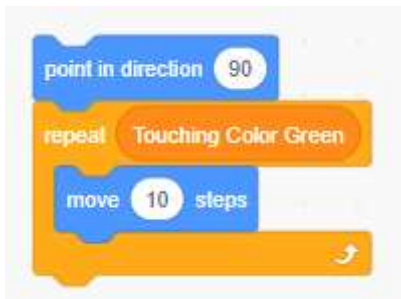 point in direction 90
repeat Touching Color Green
move 10 steps